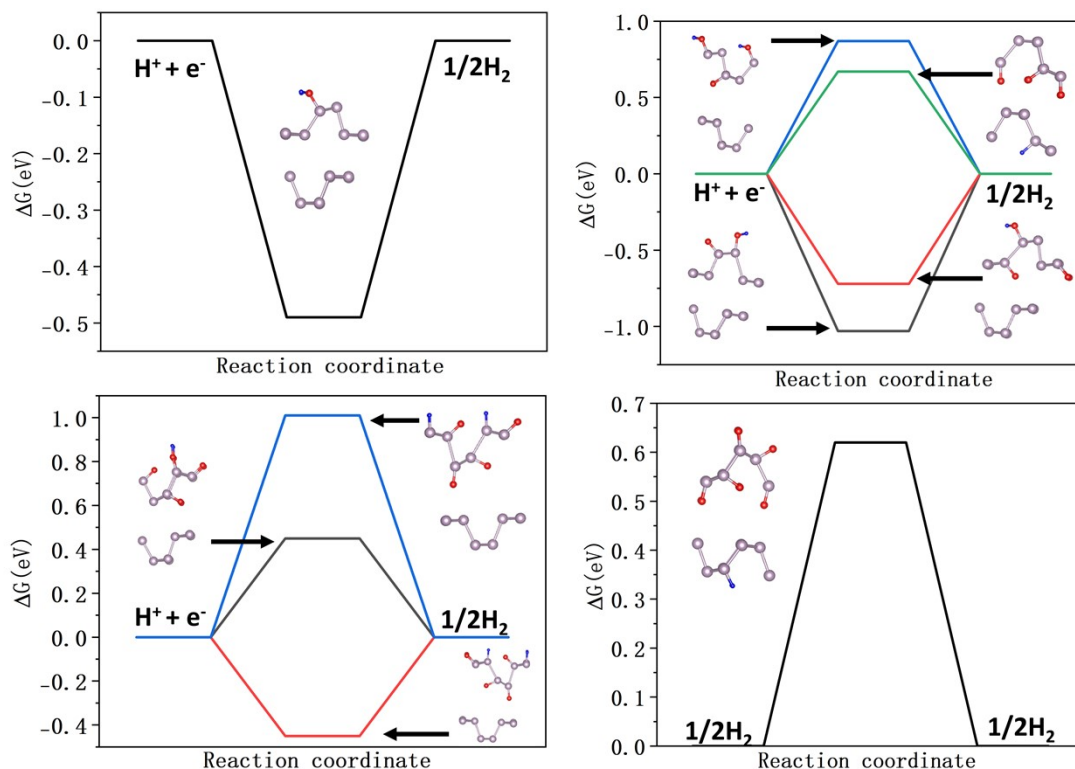 0.0
-0.1
-0.2
-0.3
-0.4
-0.5
ΔG(eV)
H⁺ + e⁻
1/2H₂
Reaction coordinate
1.0
0.5
0.0
-0.5
-1.0
ΔG(eV)
H⁺ + e⁻
1/2H₂
Reaction coordinate
1.0
0.8
0.6
0.4
0.2
0.0
-0.2
-0.4
ΔG(eV)
H⁺ + e⁻
1/2H₂
Reaction coordinate
0.7
0.6
0.5
0.4
0.3
0.2
0.1
0.0
ΔG(eV)
1/2H₂
1/2H₂
Reaction coordinate